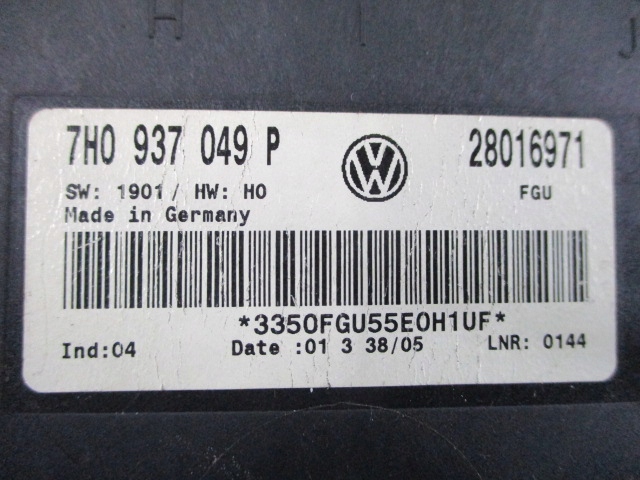 H J
7H0 937 049 P 28016971
SW: 1901/ HW: H0 FGU
Made in Germany
*3350FGU55E0H1UF*
Ind:04 Date :01 3 38/05 LNR: 0144